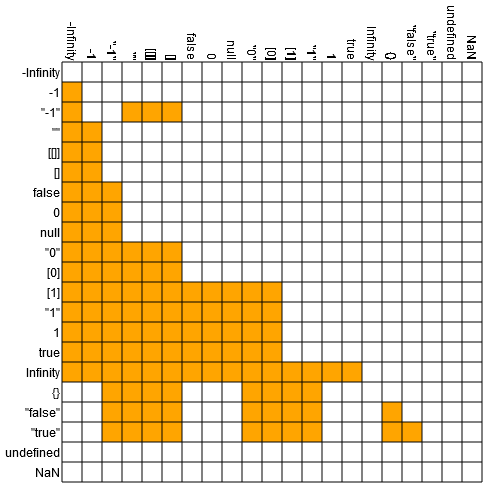 -Infinity
-1
"-1"
""
[[]]
[]
false
0
null
"0"
[0]
[1]
"1"
1
true
Infinity
{}
"false"
"true"
undefined
NaN
-Infinity
-1
"-1"
""
[[]]
[]
false
0
null
"0"
[0]
[1]
"1"
1
true
Infinity
{}
"false"
"true"
undefined
NaN